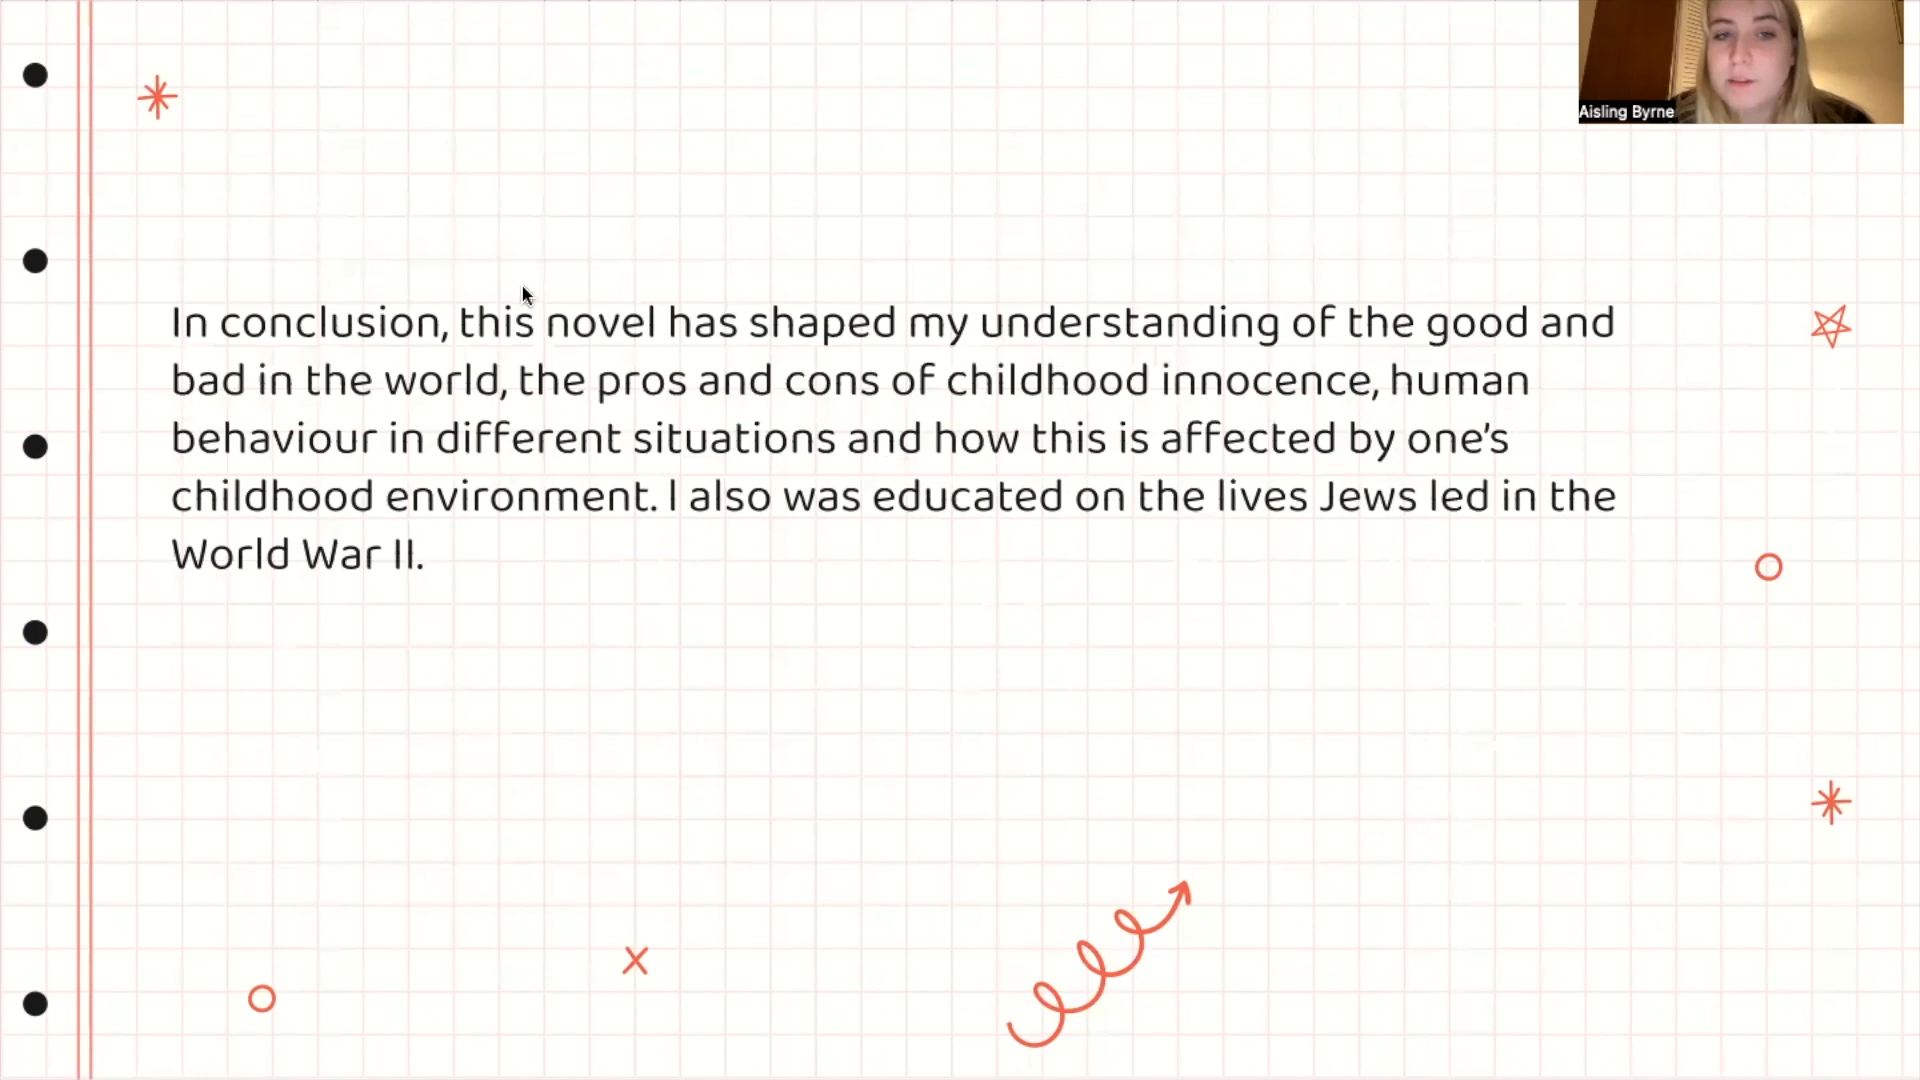 Aisling Byrne
In conclusion, this novel has shaped my understanding of the good and
bad in the world, the pros and cons of childhood innocence, human
behaviour in different situations and how this is affected by one's
childhood environment. I also was educated on the lives Jews led in the
World War II.